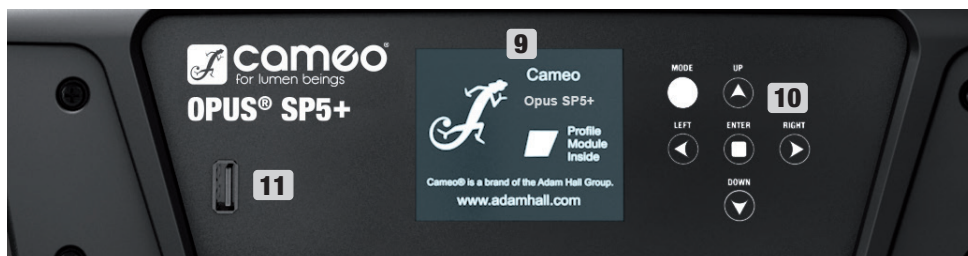 cameo®
for lumen beings
OPUS® SP5+
11
9
Cameo
Opus SP5+
Profile
Module
Inside
Cameo® is a brand of the Adam Hall Group.
www.adamhall.com
MODE
UP
10
LEFT
ENTER
RIGHT
DOWN